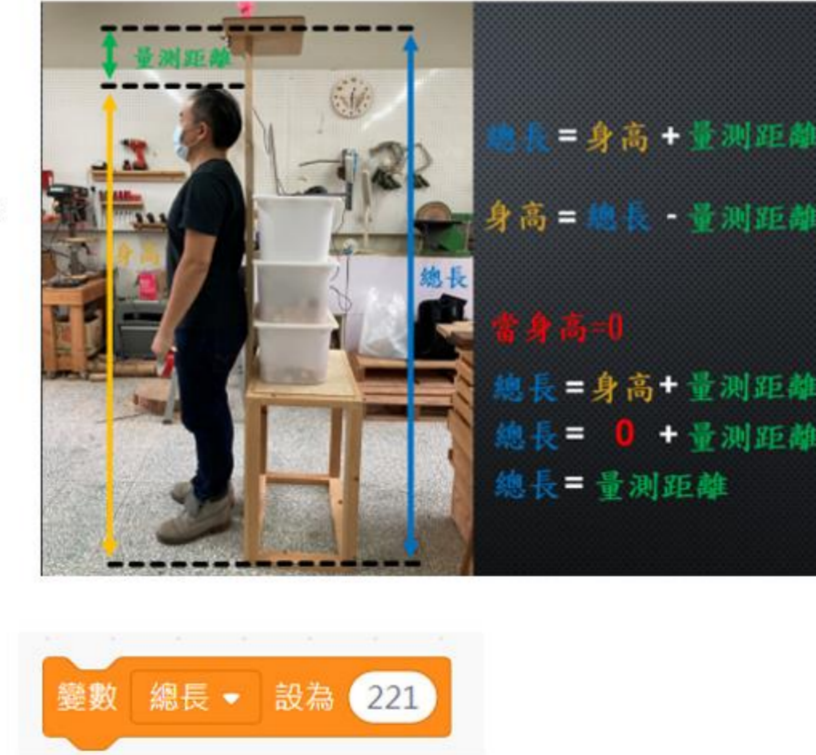 量測距離
身高
總長
總長=身高+量測距離
身高=總長-量測距離
當身高=0
總長=身高+量測距離
總長= 0 +量測距離
總長=量測距離
變數 總長 設為 221